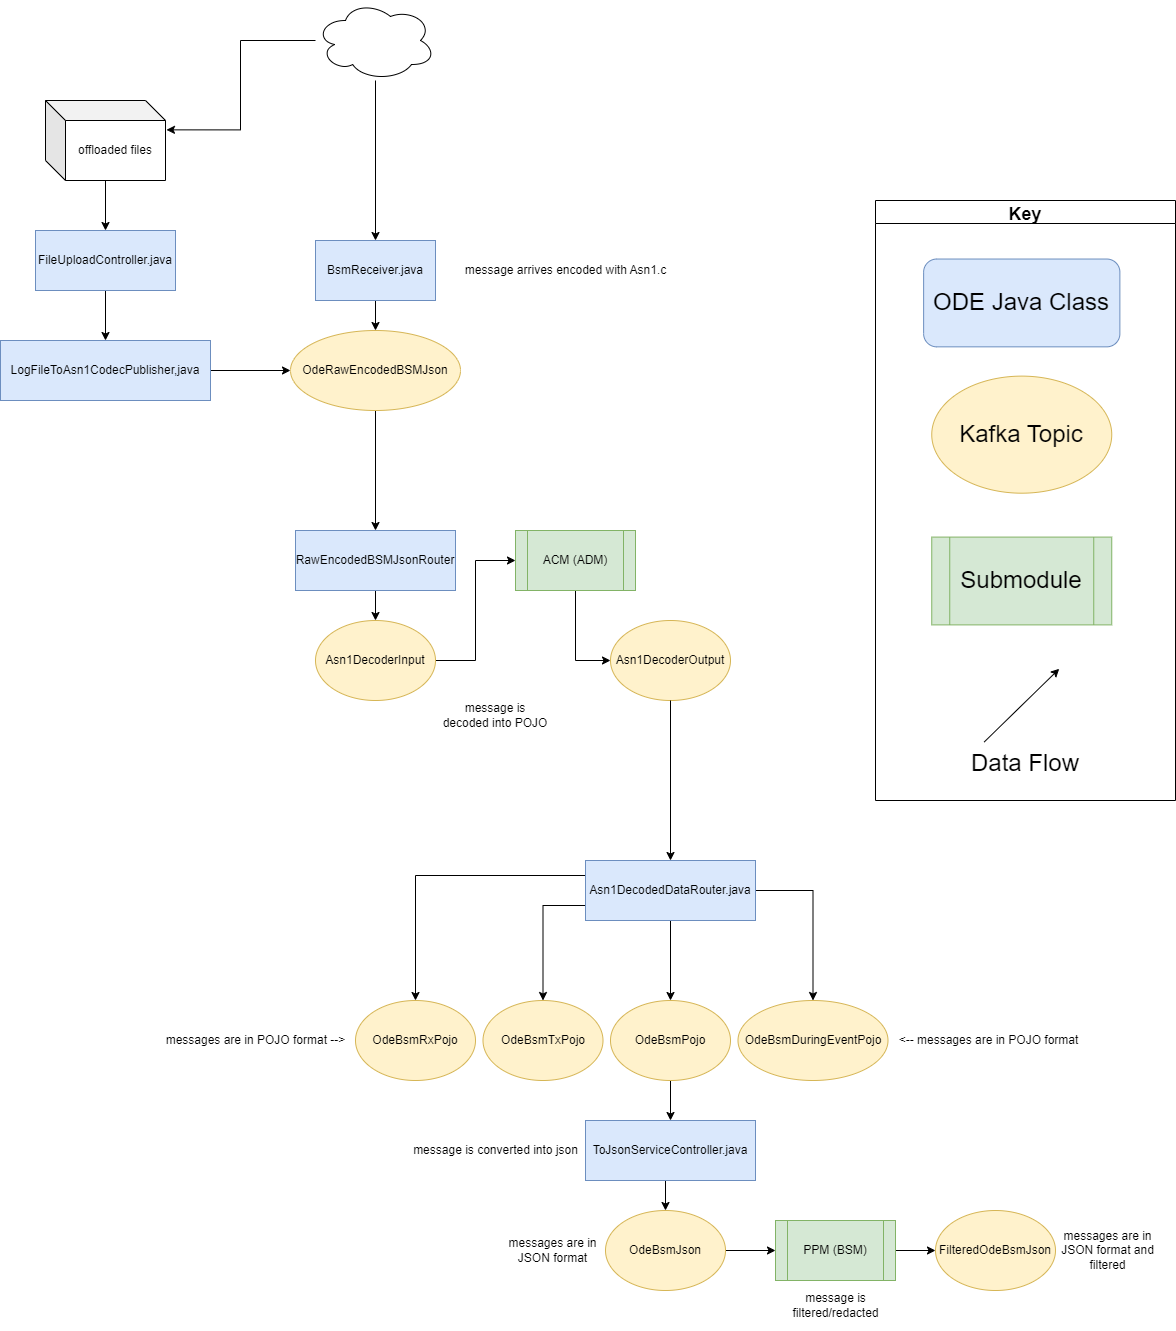 offloaded files
FileUploadController.java
BsmReceiver.java
message arrives encoded with Asn1.c
LogFileToAsn1CodecPublisher,java
OdeRawEncodedBSMJson
RawEncodedBSMJsonRouter
ACM (ADM)
Asn1DecoderInput
Asn1DecoderOutput
message is
decoded into POJO
Key
ODE Java Class
Kafka Topic
Submodule
Data Flow
Asn1DecodedDataRouter.java
messages are in POJO format -->
OdeBsmRxPojo
OdeBsmTxPojo
OdeBsmPojo
OdeBsmDuringEventPojo
<-- messages are in POJO format
message is converted into json
ToJsonServiceController.java
messages are in
JSON format
OdeBsmJson
PPM (BSM)
FilteredOdeBsmJson
messages are in
JSON format and
filtered
message is
filtered/redacted